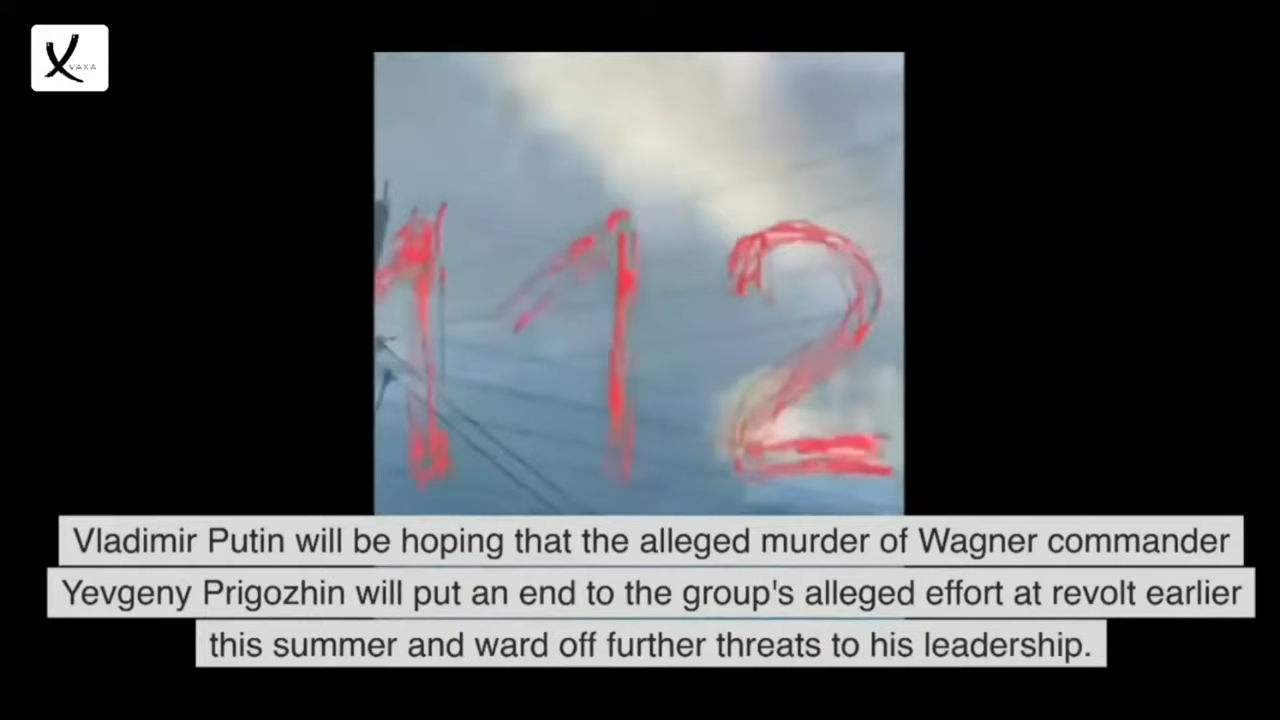 VAXA
112
Vladimir Putin will be hoping that the alleged murder of Wagner commander
Yevgeny Prigozhin will put an end to the group's alleged effort at revolt earlier
this summer and ward off further threats to his leadership.